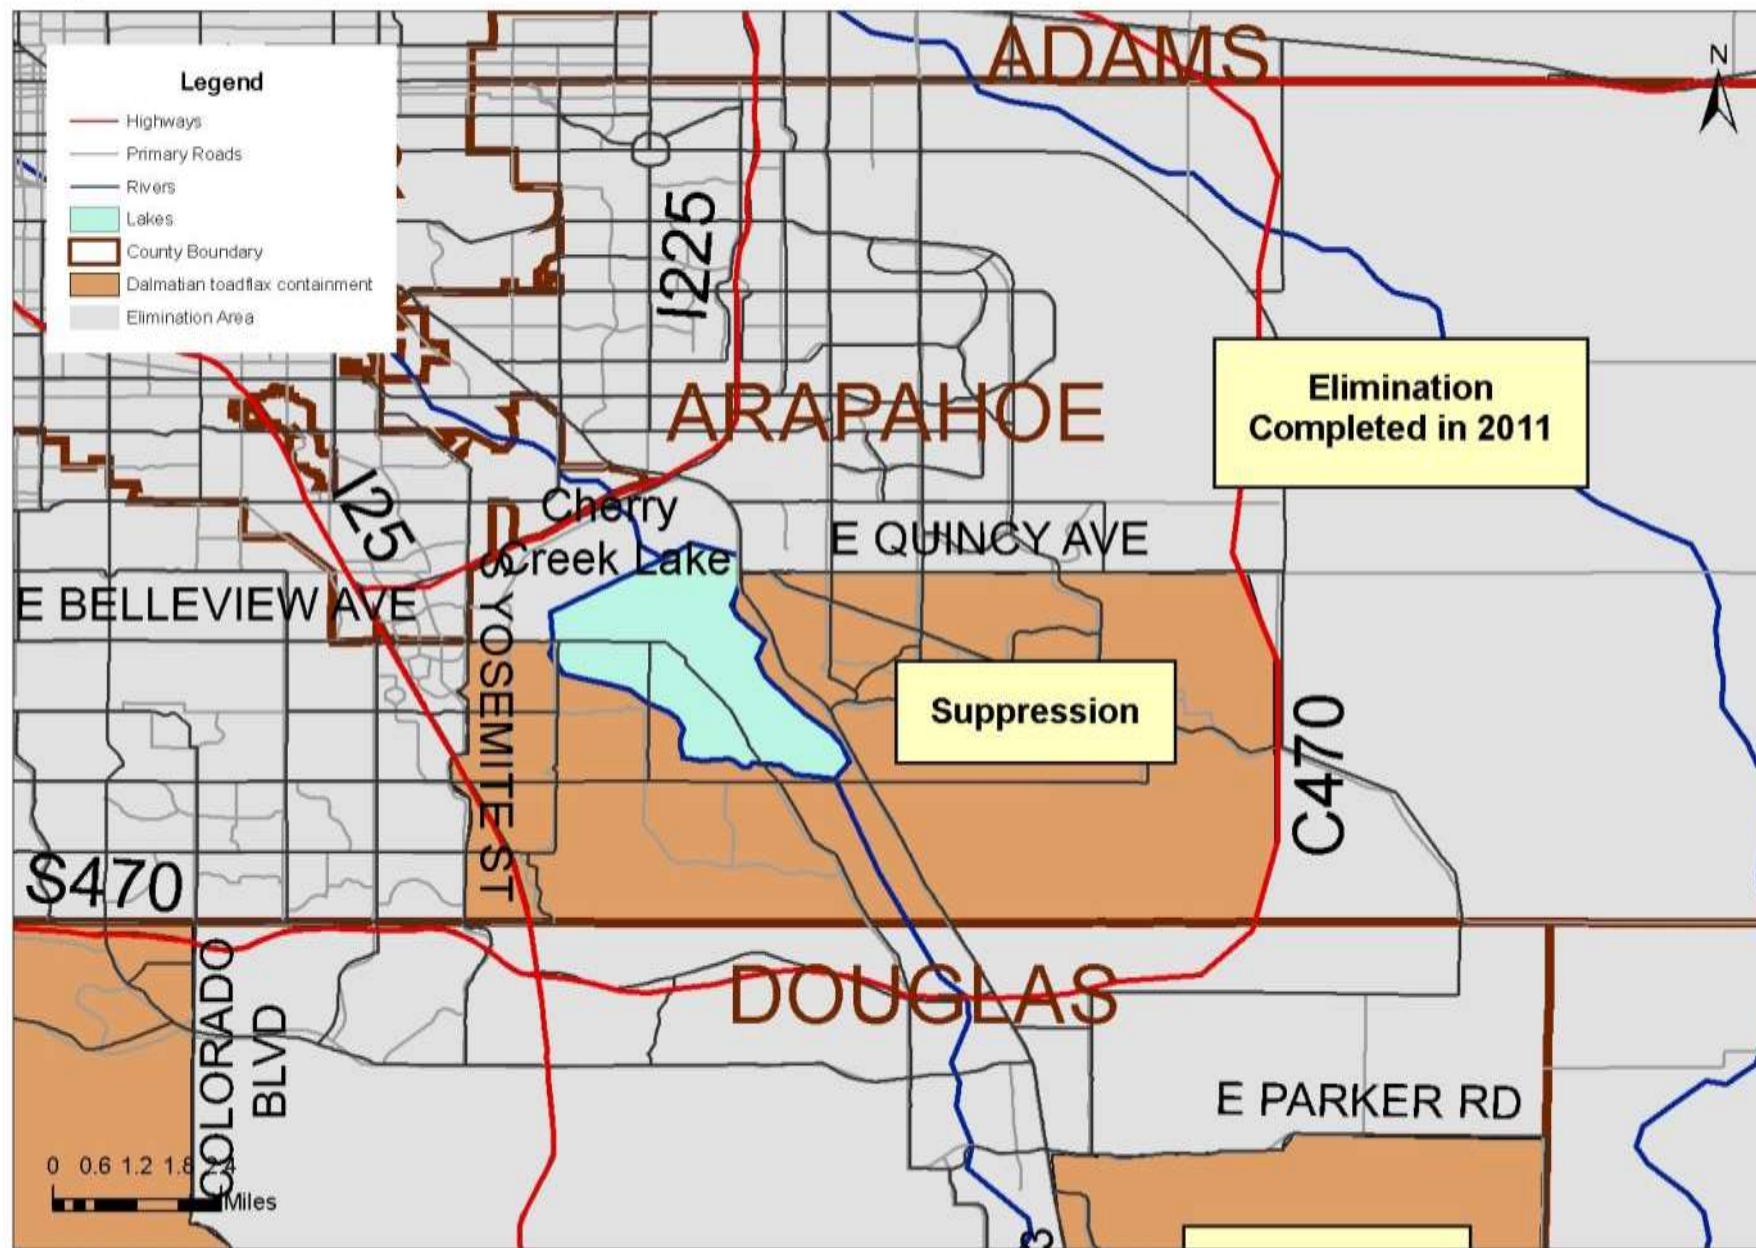 ADAMS
N
Legend
Highways
Primary Roads
Rivers
Lakes
County Boundary
Dalmatian toadflax containment
Elimination Area
R
I225
Elimination
Completed in 2011
ARAPAHOE
I25
Cherry
Creek Lake
E QUINCY AVE
E BELLEVIEW AVE
S YOSEMITE ST
Suppression
C470
S470
COLORADO
BLVD
DOUGLAS
E PARKER RD
0 0.6 1.2 1.8 2.4
Miles